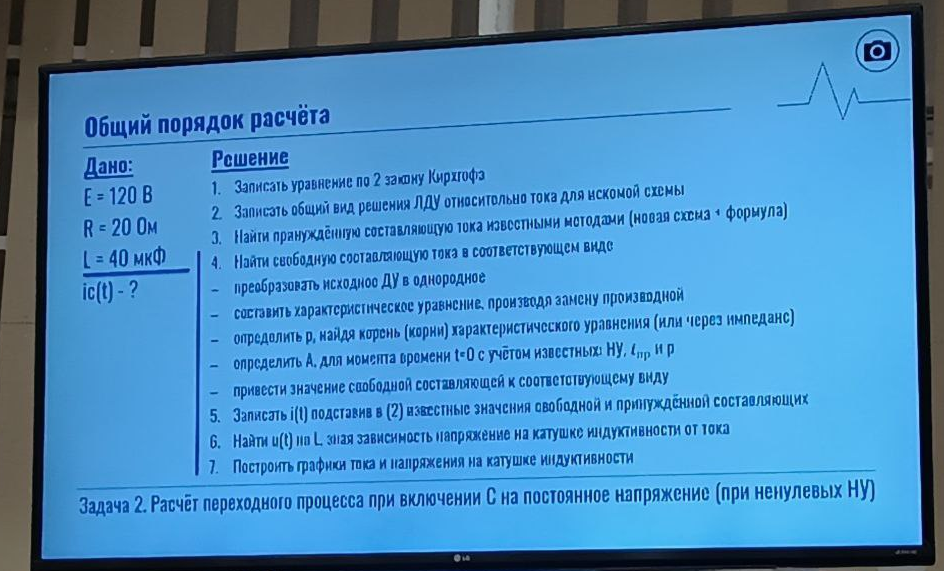 Общий порядок расчёта
Дано:
E = 120 В
R = 20 Ом
L = 40 мкФ
ic(t) - ?
Решение
1. Записать уравнение по 2 закону Кирхгофа
2. Записать общий вид решения ЛДУ относительно тока для искомой схемы
3. Найти принуждённую составляющую тока известными методами (новая схема + формула)
4. Найти свободную составляющую тока в соответствующем виде
– преобразовать исходное ДУ в однородное
– составить характеристическое уравнение, производя замену производной
– определить p, найдя корень (корни) характеристического уравнения (или через импеданс)
– определить A, для момента времени t=0 с учётом известных: НУ, iпр и p
– привести значение свободной составляющей к соответствующему виду
5. Записать i(t) подставив в (2) известные значения свободной и принуждённой составляющих
6. Найти u(t) на L, зная зависимость напряжение на катушке индуктивности от тока
7. Построить графики тока и напряжения на катушке индуктивности
Задача 2. Расчёт переходного процесса при включении С на постоянное напряжение (при ненулевых НУ)
LG